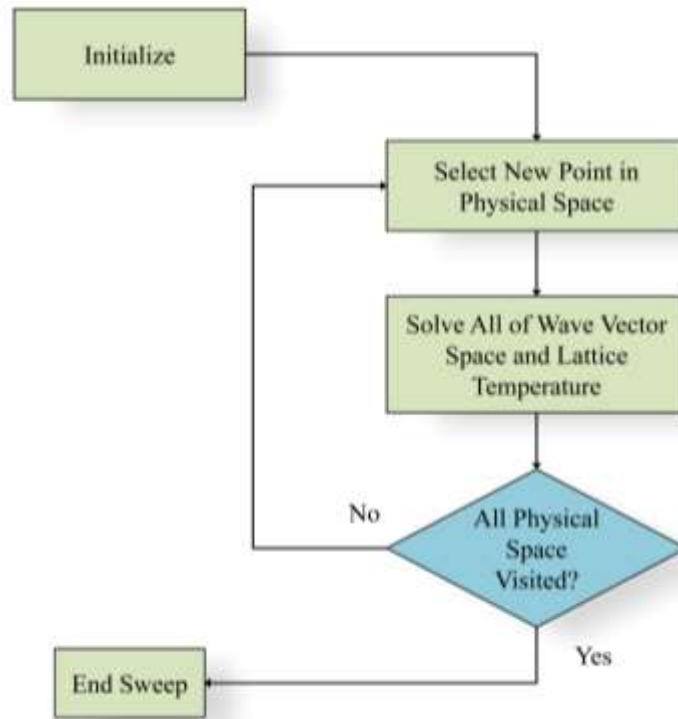 Initialize
Select New Point in
Physical Space
Solve All of Wave Vector
Space and Lattice
Temperature
All Physical
Space
Visited?
No
Yes
End Sweep